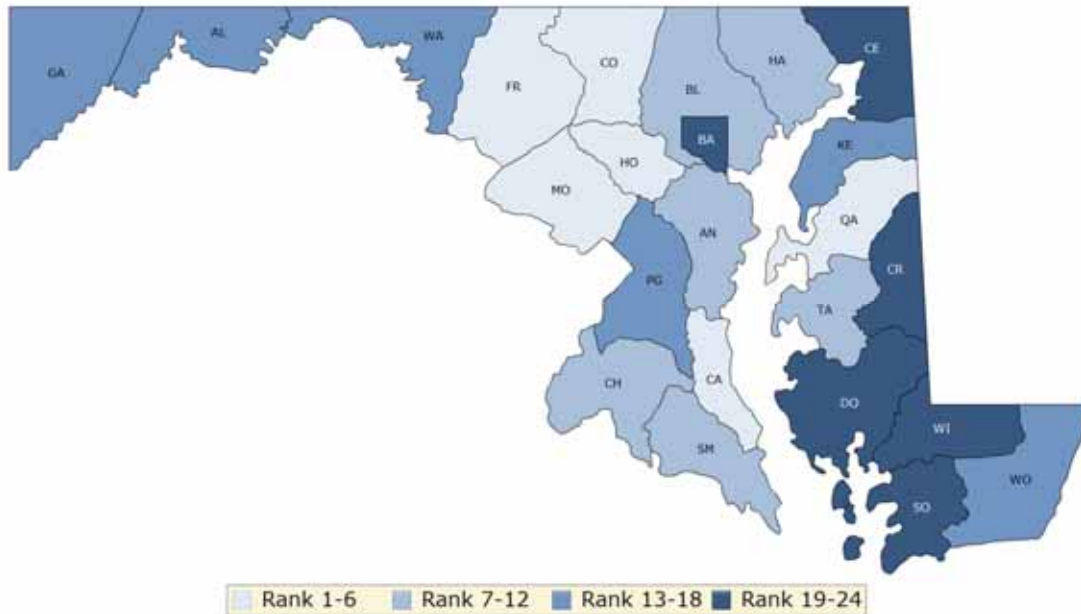 GA
AL
WA
FR
CO
BL
HA
CE
BA
KE
HO
MO
QA
AN
CR
PG
TA
CH
CA
DO
WI
SM
WO
SO
Rank 1-6 Rank 7-12 Rank 13-18 Rank 19-24